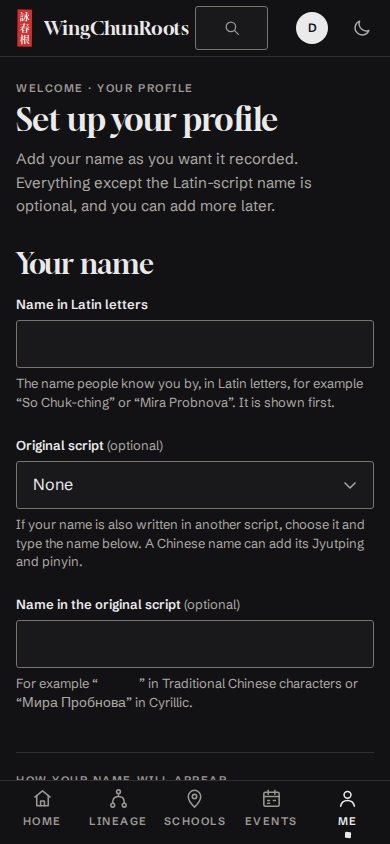 詠春根 WingChunRoots D
WELCOME · YOUR PROFILE
Set up your profile
Add your name as you want it recorded.
Everything except the Latin-script name is
optional, and you can add more later.
Your name
Name in Latin letters
The name people know you by, in Latin letters, for example
“So Chuk-ching” or “Mira Probnova”. It is shown first.
Original script (optional)
None
If your name is also written in another script, choose it and
type the name below. A Chinese name can add its Jyutping
and pinyin.
Name in the original script (optional)
For example “ ” in Traditional Chinese characters or
“Мира Пробнова” in Cyrillic.
HOW YOUR NAME WILL APPEAR
HOME LINEAGE SCHOOLS EVENTS ME